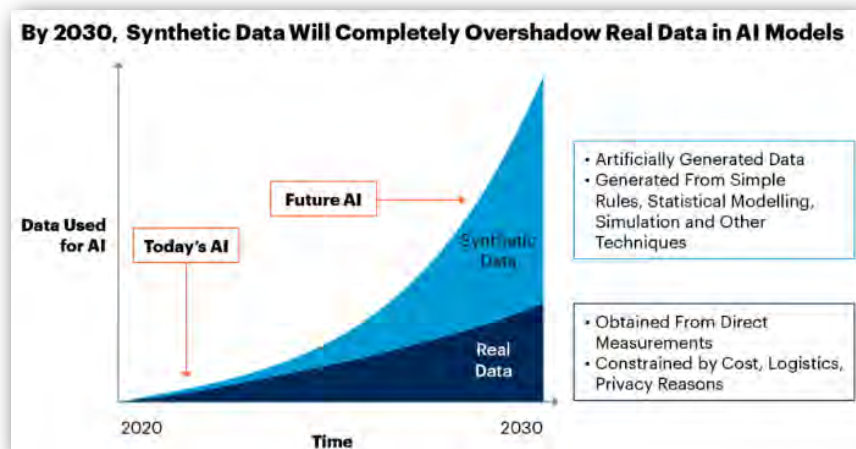 By 2030, Synthetic Data Will Completely Overshadow Real Data in AI Models
Data Used
for AI
Today's AI
Future AI
Synthetic
Data
Real
Data
• Artificially Generated Data
• Generated From Simple
Rules, Statistical Modelling,
Simulation and Other
Techniques
• Obtained From Direct
Measurements
• Constrained by Cost, Logistics,
Privacy Reasons
2020
2030
Time